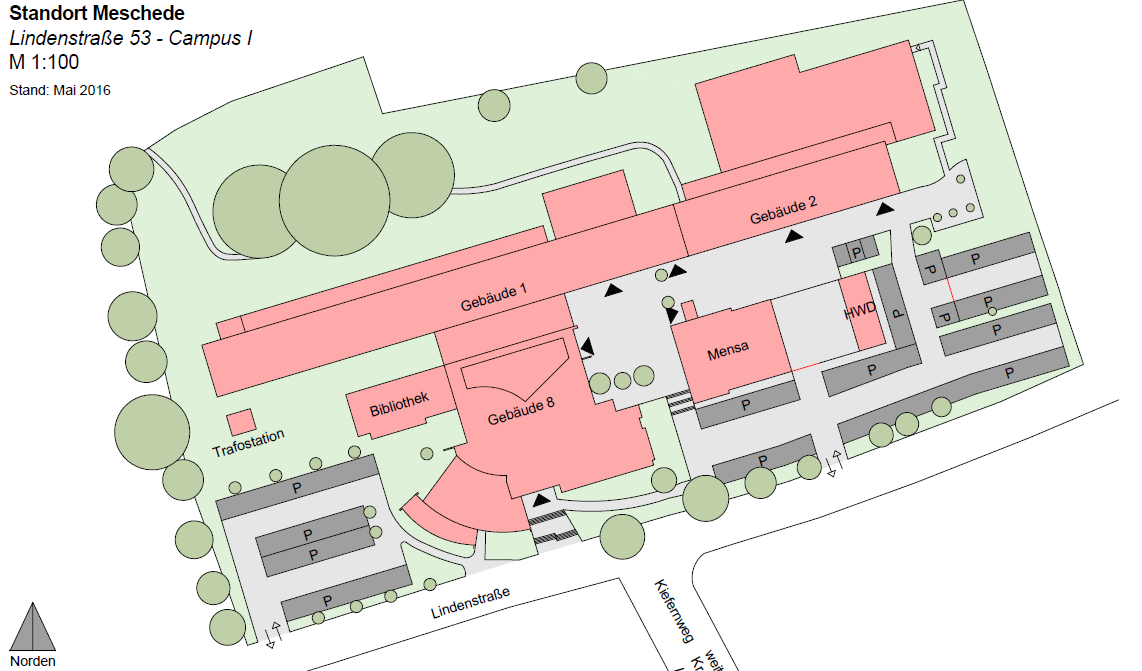 Standort Meschede
Lindenstraße 53 - Campus I
M 1:100
Stand: Mai 2016
Gebäude 2
Gebäude 1
P
P
P
P
HWD
P
P
P
Mensa
P
P
P
Bibliothek
Gebäude 8
P
Trafostation
P
P
P
P
P
Lindenstraße
Kiefernweg
Norden